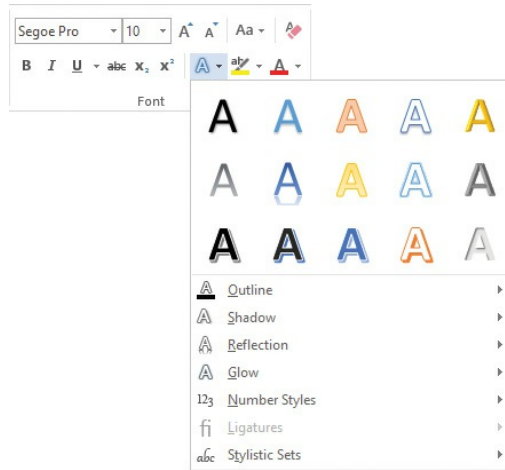 Segoe Pro 10 A A Aa
B I U abc X₂ X² A ab A
Font
A A A A A
A A A A A
A A A A A
A Outline
A Shadow
A Reflection
A Glow
123 Number Styles
fi Ligatures
abc Stylistic Sets